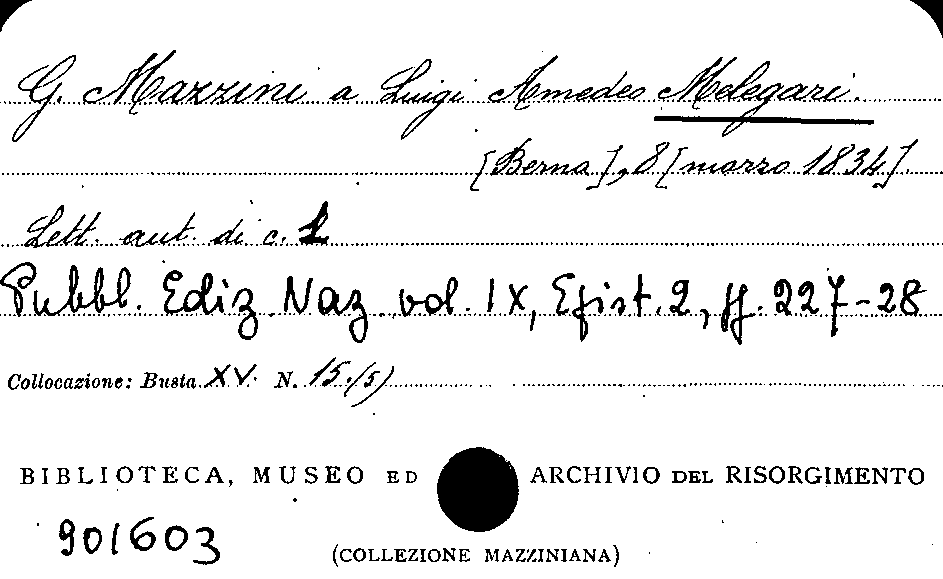 G. Mazzini a Luigi Amedeo Melegari.
[Berna], 8 [marzo 1834].
Lett. aut. di c. 1
Pubbl. Ediz. Naz. vol. IX, Epist. 2, pp. 227-28
Collocazione: Busta XV. N. 15/(5)
BIBLIOTECA, MUSEO ED ARCHIVIO DEL RISORGIMENTO
901603
(COLLEZIONE MAZZINIANA)